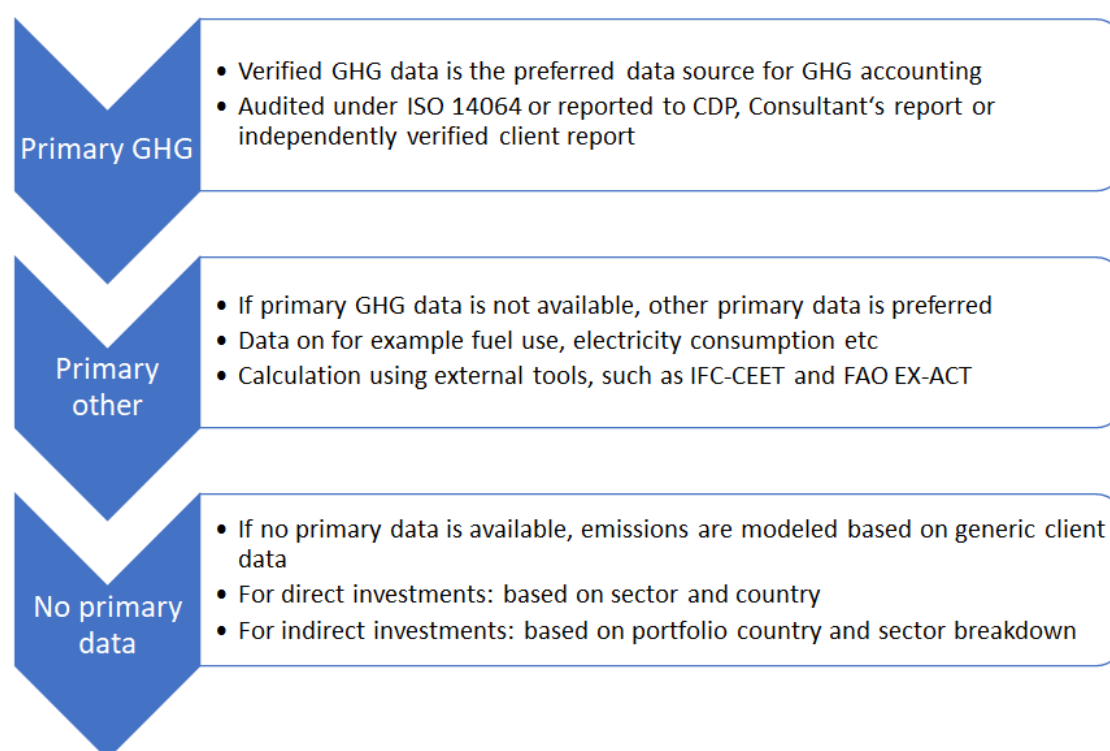 Primary GHG
• Verified GHG data is the preferred data source for GHG accounting
• Audited under ISO 14064 or reported to CDP, Consultant‘s report or
independently verified client report
Primary
other
• If primary GHG data is not available, other primary data is preferred
• Data on for example fuel use, electricity consumption etc
• Calculation using external tools, such as IFC-CEET and FAO EX-ACT
No primary
data
• If no primary data is available, emissions are modeled based on generic client
data
• For direct investments: based on sector and country
• For indirect investments: based on portfolio country and sector breakdown